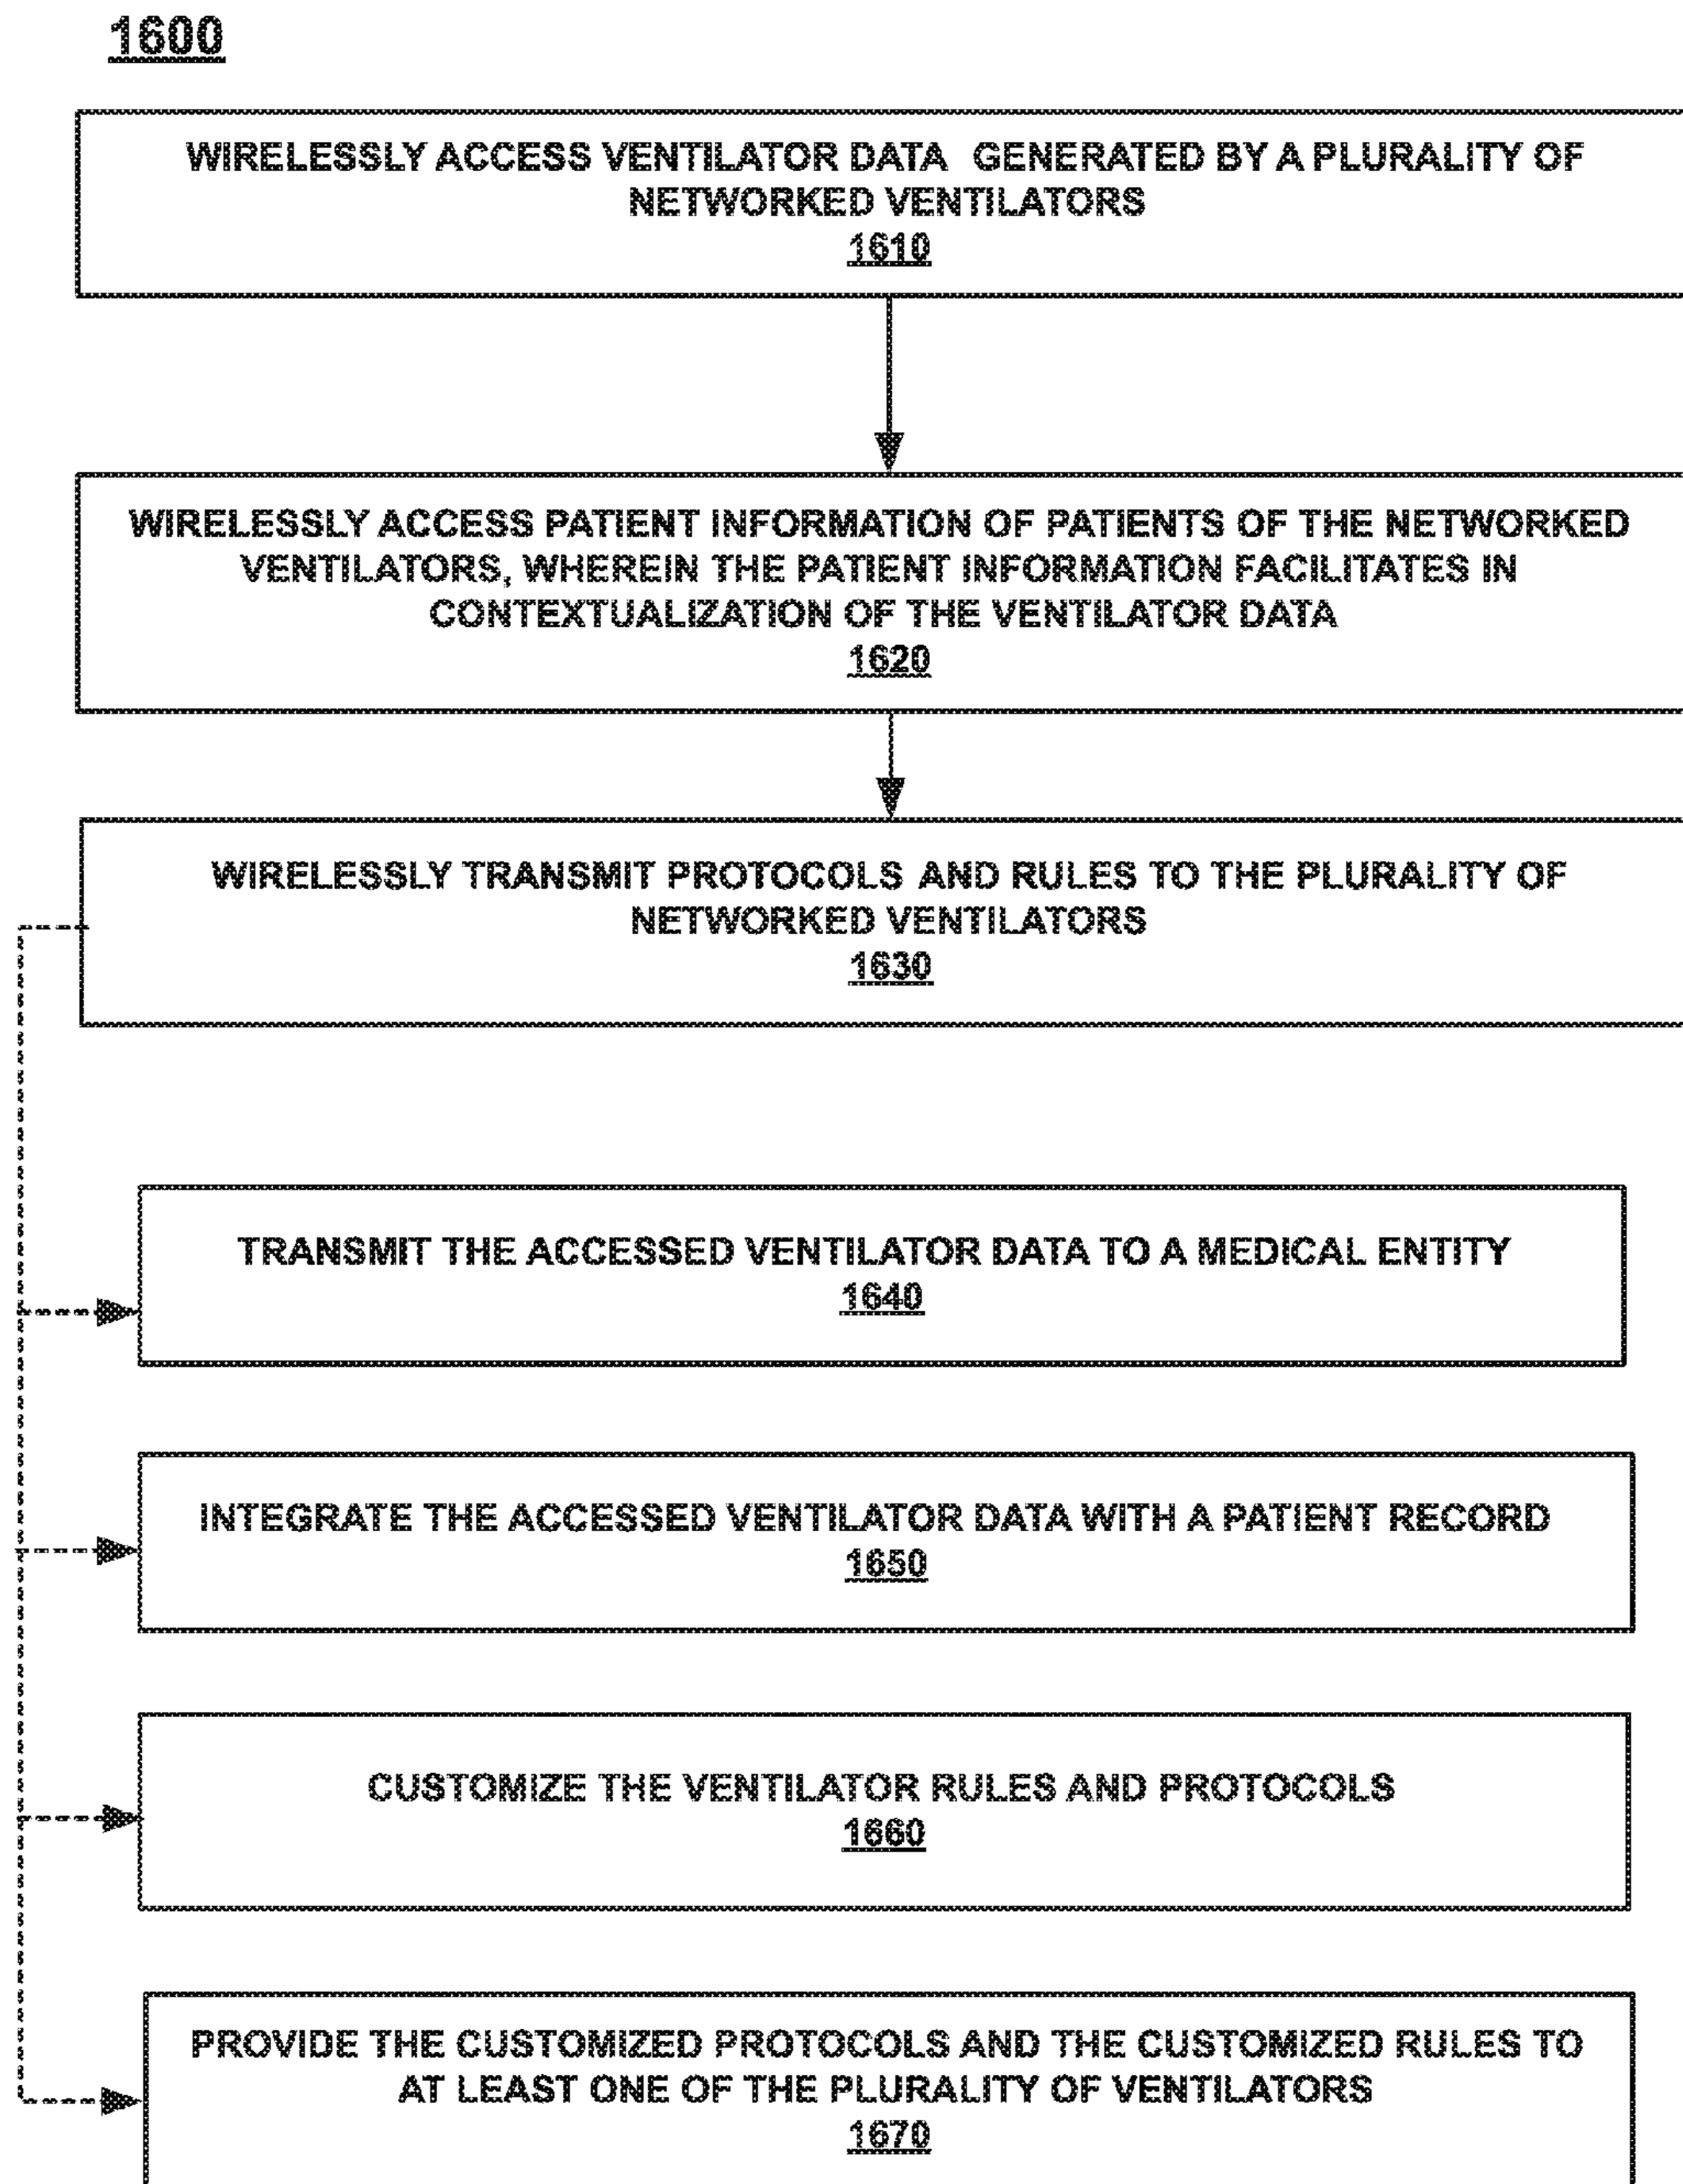 1600
WIRELESSLY ACCESS VENTILATOR DATA GENERATED BY A PLURALITY OF
NETWORKED VENTILATORS
1610
WIRELESSLY ACCESS PATIENT INFORMATION OF PATIENTS OF THE NETWORKED
VENTILATORS, WHEREIN THE PATIENT INFORMATION FACILITATES IN
CONTEXTUALIZATION OF THE VENTILATOR DATA
1620
WIRELESSLY TRANSMIT PROTOCOLS AND RULES TO THE PLURALITY OF
NETWORKED VENTILATORS
1630
TRANSMIT THE ACCESSED VENTILATOR DATA TO A MEDICAL ENTITY
1640
INTEGRATE THE ACCESSED VENTILATOR DATA WITH A PATIENT RECORD
1650
CUSTOMIZE THE VENTILATOR RULES AND PROTOCOLS
1660
PROVIDE THE CUSTOMIZED PROTOCOLS AND THE CUSTOMIZED RULES TO
AT LEAST ONE OF THE PLURALITY OF VENTILATORS
1670